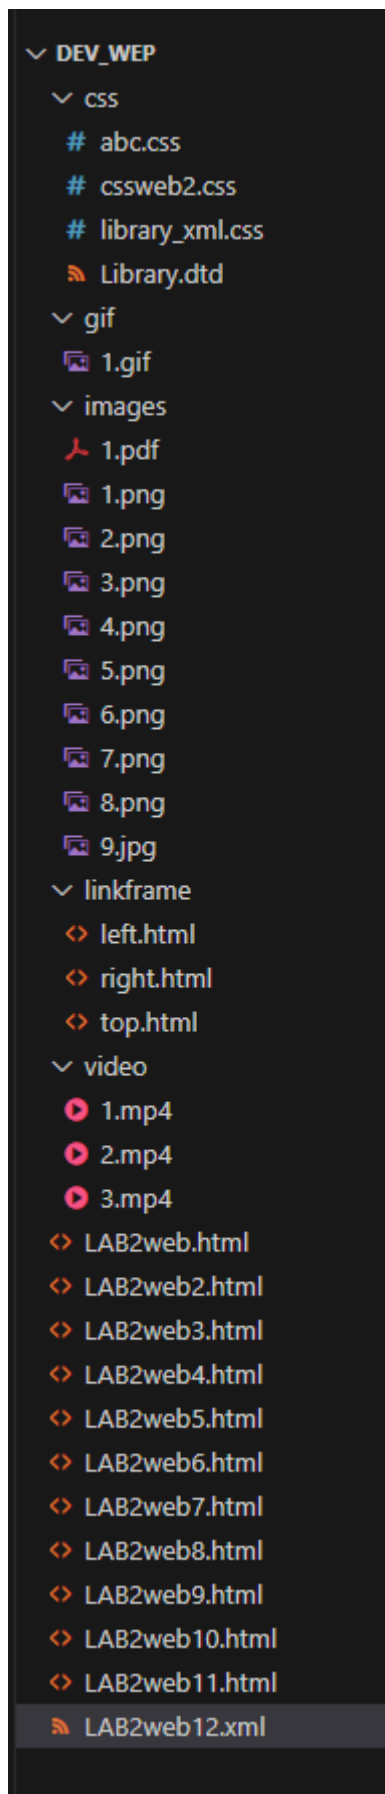 DEV_WEP
css
# abc.css
# cssweb2.css
# library_xml.css
Library.dtd
gif
1.gif
images
1.pdf
1.png
2.png
3.png
4.png
5.png
6.png
7.png
8.png
9.jpg
linkframe
<> left.html
<> right.html
<> top.html
video
1.mp4
2.mp4
3.mp4
<> LAB2web.html
<> LAB2web2.html
<> LAB2web3.html
<> LAB2web4.html
<> LAB2web5.html
<> LAB2web6.html
<> LAB2web7.html
<> LAB2web8.html
<> LAB2web9.html
<> LAB2web10.html
<> LAB2web11.html
LAB2web12.xml